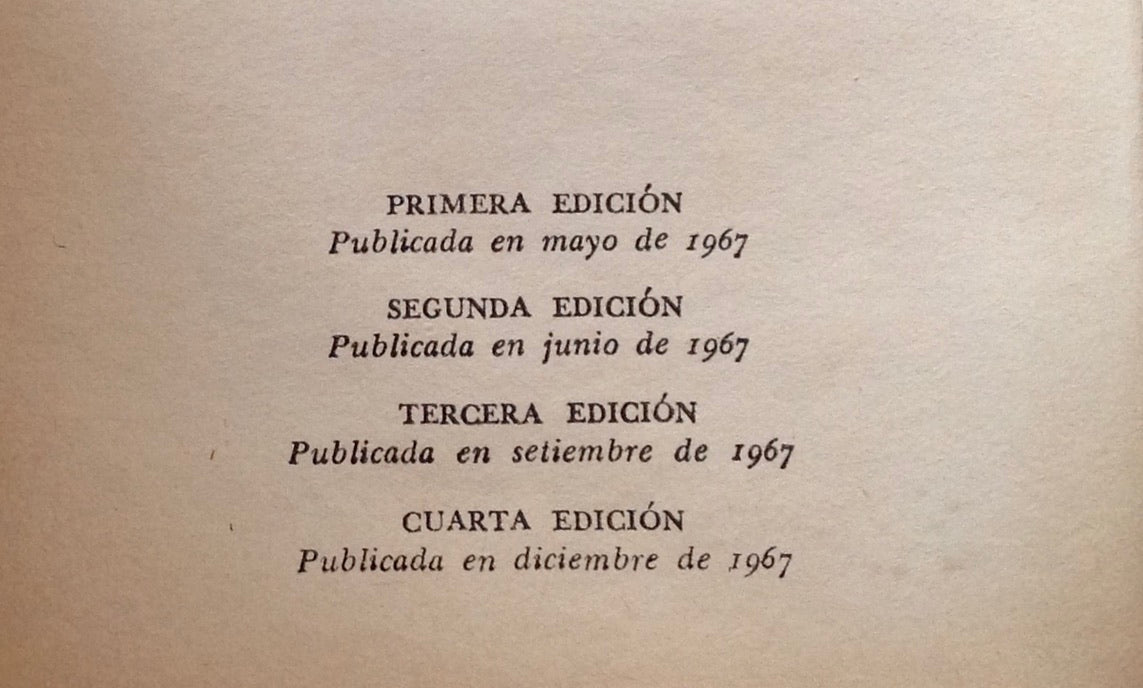 PRIMERA EDICIÓN
Publicada en mayo de 1967
SEGUNDA EDICIÓN
Publicada en junio de 1967
TERCERA EDICIÓN
Publicada en setiembre de 1967
CUARTA EDICIÓN
Publicada en diciembre de 1967